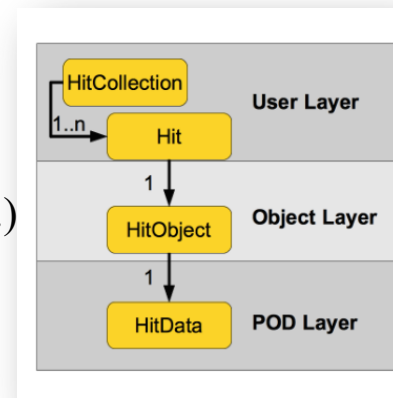 HitCollection
User Layer
1..n
Hit
1
)
HitObject
Object Layer
1
HitData
POD Layer